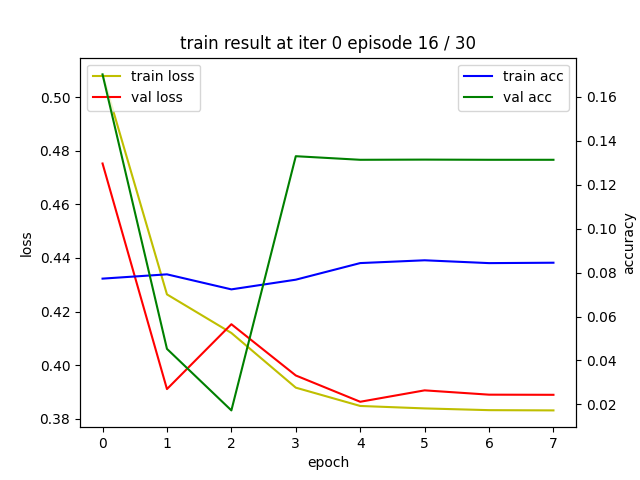 train result at iter 0 episode 16 / 30
train loss
val loss
train acc
val acc
0.50
0.48
0.46
0.44
0.42
0.40
0.38
loss
0.16
0.14
0.12
0.10
0.08
0.06
0.04
0.02
accuracy
0 1 2 3 4 5 6 7
epoch